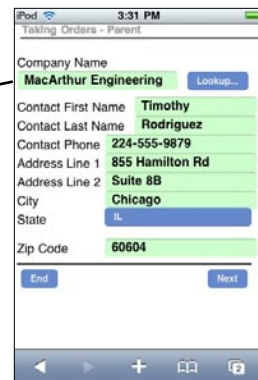 iPod 3:31 PM
Taking Orders - Parent
Company Name
MacArthur Engineering Lookup...
Contact First Name Timothy
Contact Last Name Rodriguez
Contact Phone 224-555-9879
Address Line 1 855 Hamilton Rd
Address Line 2 Suite 8B
City Chicago
State IL
Zip Code 60604
End Next
2